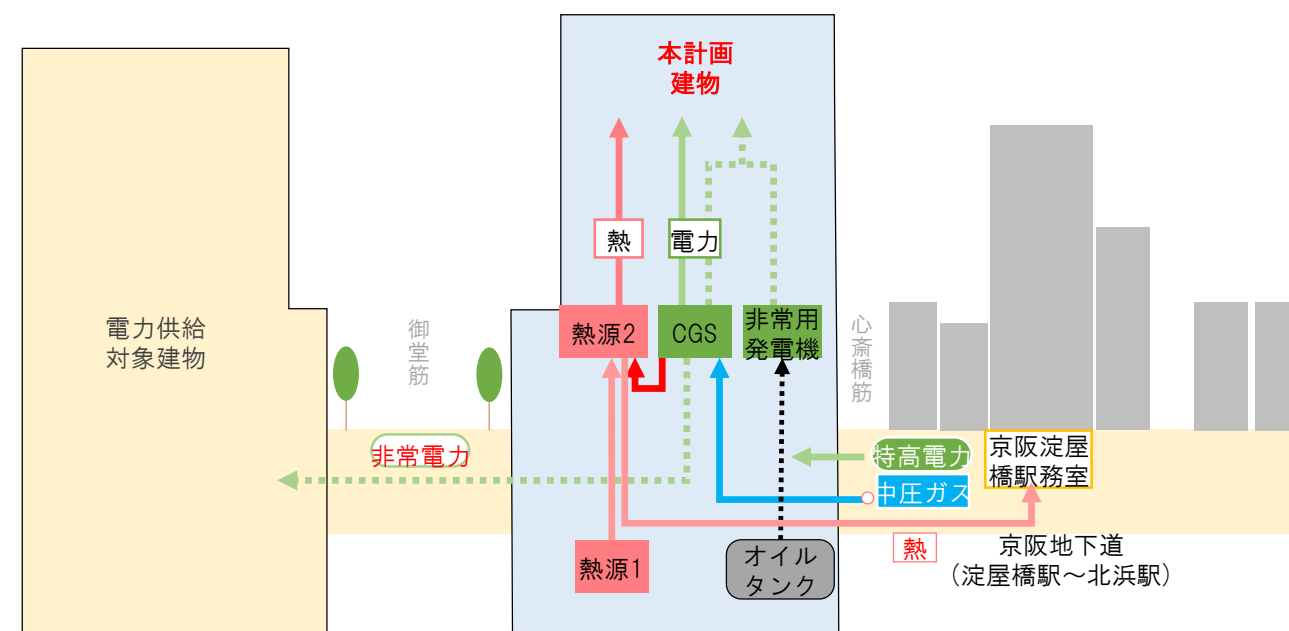 本計画
建物
熱
電力
電力供給
対象建物
御堂筋
熱源2
CGS
非常用
発電機
心斎橋筋
非常電力
特高電力
中圧ガス
京阪淀屋
橋駅務室
熱源1
オイル
タンク
熱
京阪地下道
（淀屋橋駅～北浜駅）